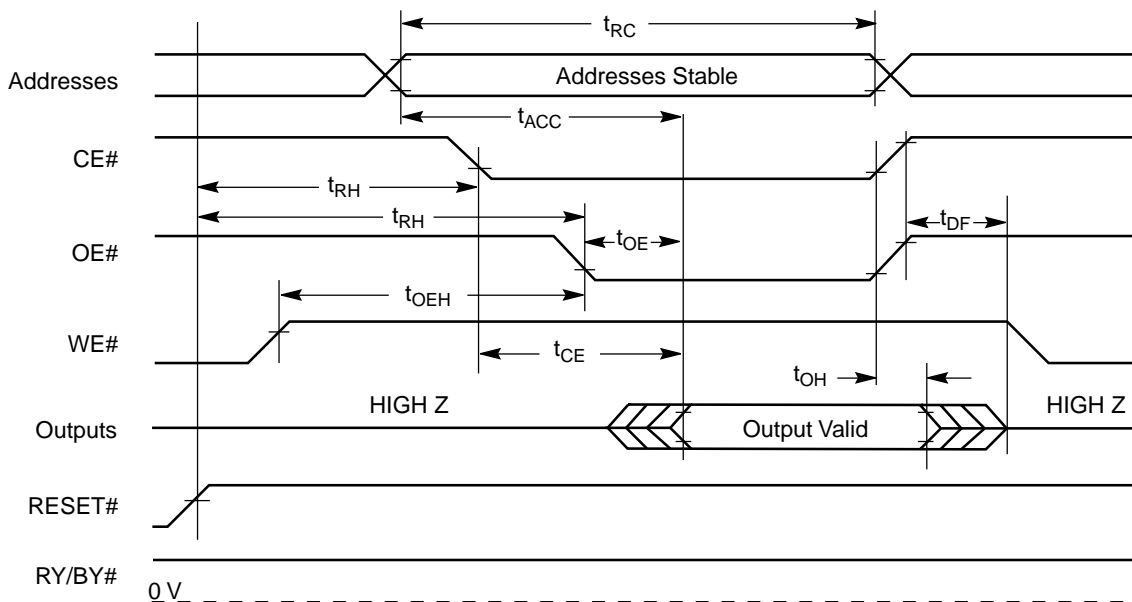 tRC
Addresses
Addresses Stable
tACC
CE#
tRH
tRH
tOE
tDF
OE#
tOEH
WE#
tCE
tOH
HIGH Z
HIGH Z
Outputs
Output Valid
RESET#
RY/BY#
0 V